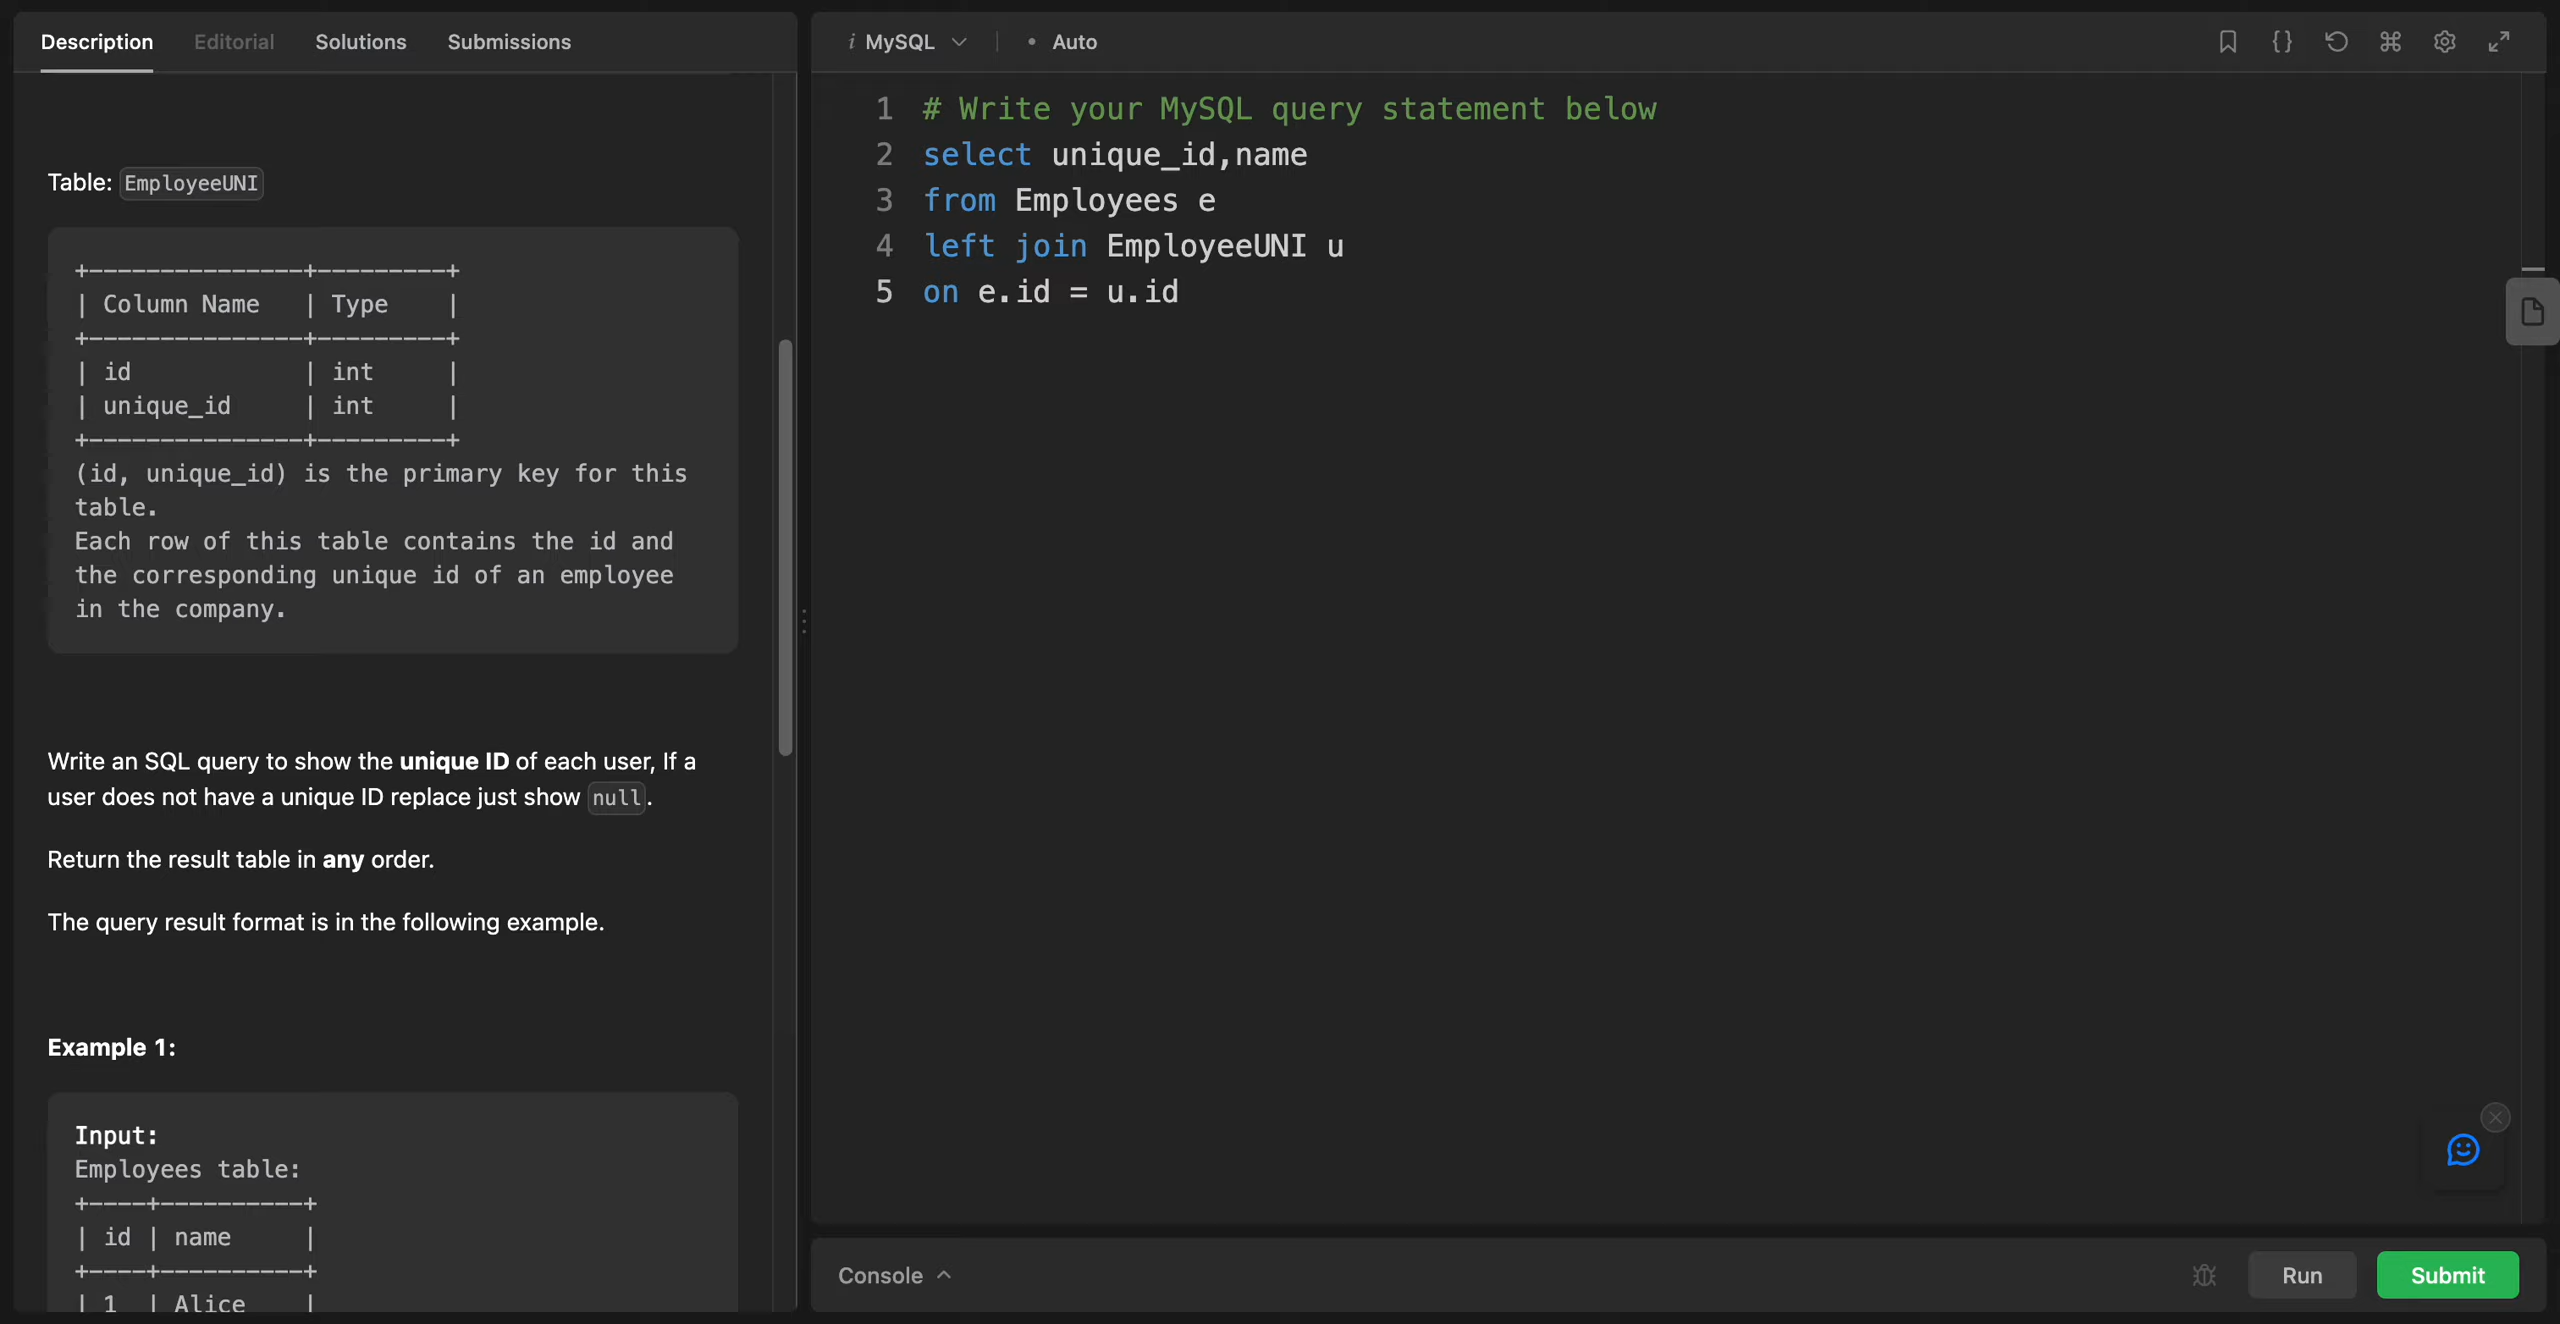 Description Editorial Solutions Submissions
Table: EmployeeUNI
+---------------+---------+
| Column Name   | Type    |
+---------------+---------+
| id            | int     |
| unique_id     | int     |
+---------------+---------+
(id, unique_id) is the primary key for this
table.
Each row of this table contains the id and
the corresponding unique id of an employee
in the company.
Write an SQL query to show the unique ID of each user, If a
user does not have a unique ID replace just show null.
Return the result table in any order.
The query result format is in the following example.
Example 1:
Input:
Employees table:
+----+----------+
| id | name     |
+----+----------+
| 1  | Alice    |
i MySQL • Auto
1 # Write your MySQL query statement below
2 select unique_id,name
3 from Employees e
4 left join EmployeeUNI u
5 on e.id = u.id
Console Run Submit